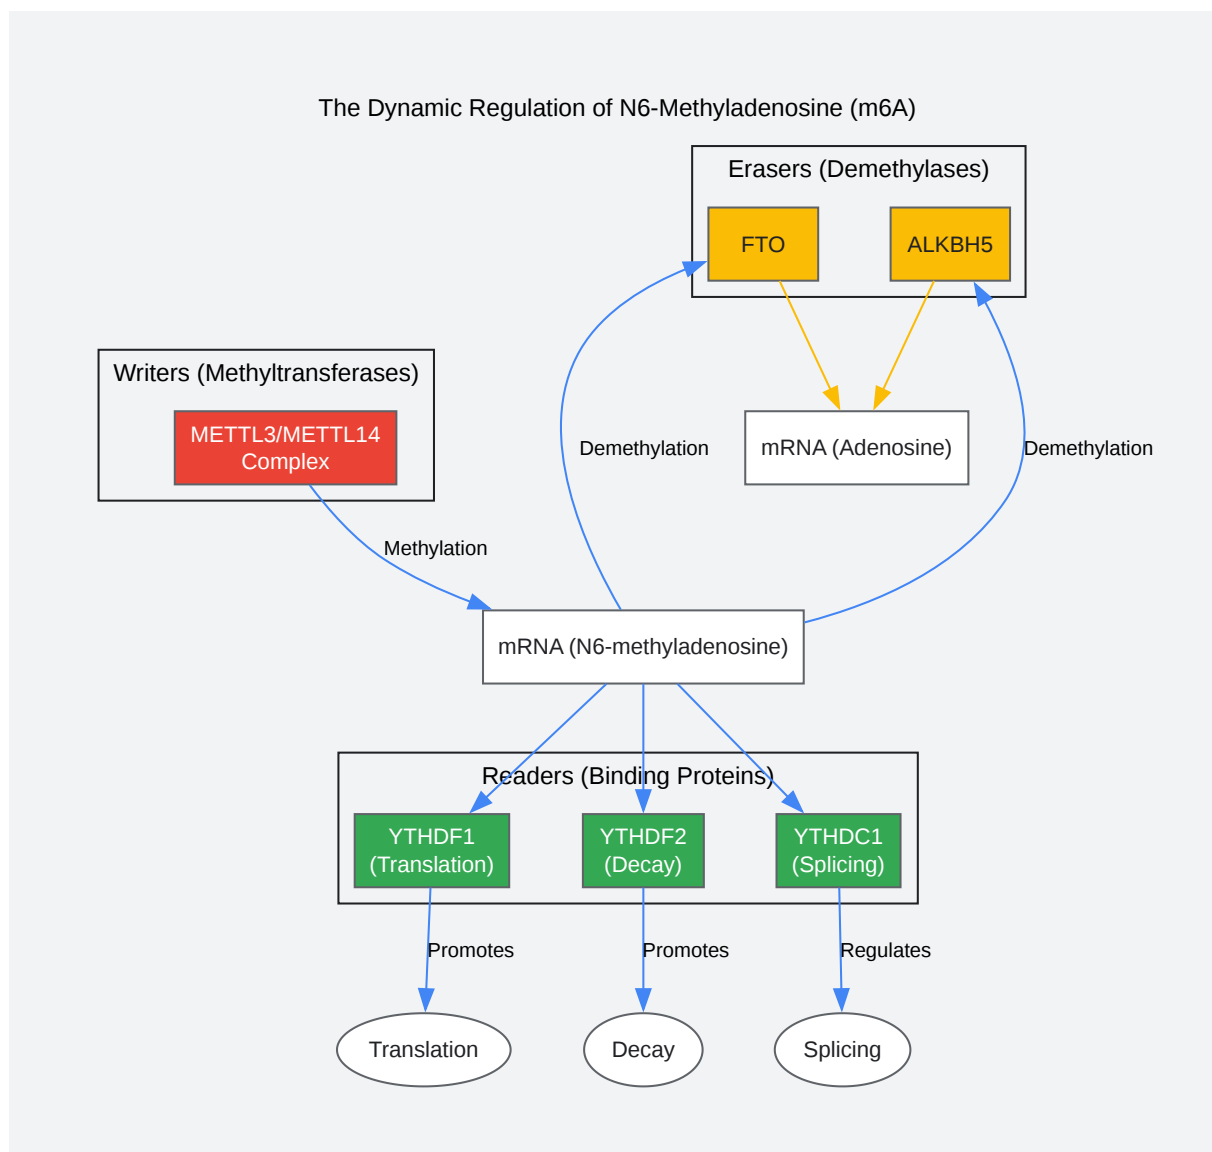 The Dynamic Regulation of N6-Methyladenosine (m6A)
Erasers (Demethylases)
FTO
ALKBH5
Writers (Methyltransferases)
METTL3/METTL14
Complex
mRNA (Adenosine)
Demethylation
Demethylation
Methylation
mRNA (N6-methyladenosine)
Readers (Binding Proteins)
YTHDF1
(Translation)
YTHDF2
(Decay)
YTHDC1
(Splicing)
Promotes
Promotes
Regulates
Translation
Decay
Splicing